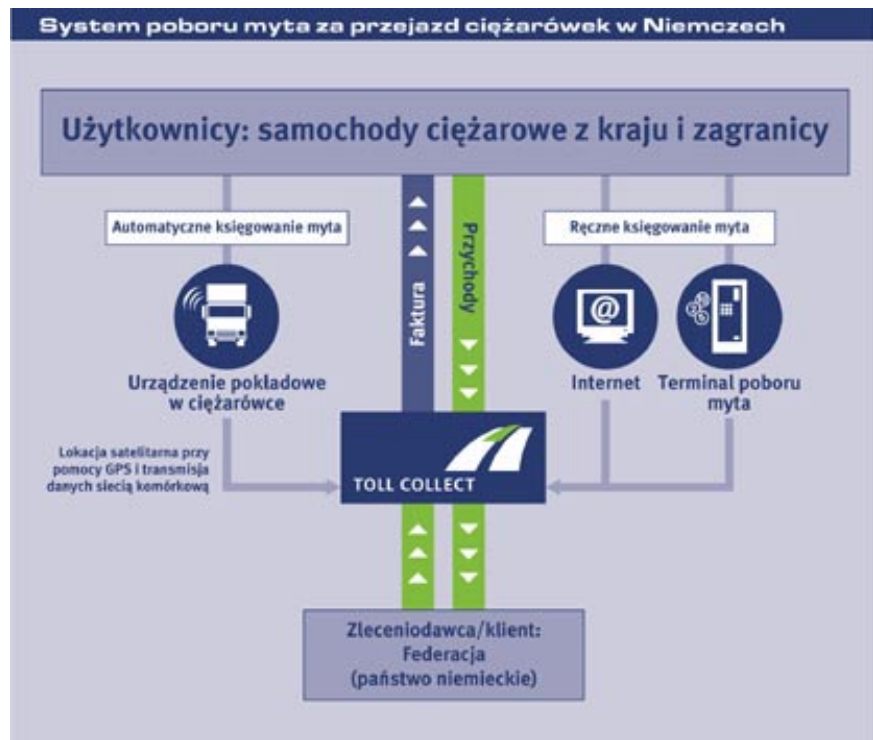 System poboru myta za przejazd ciężarówek w Niemczech
Użytkownicy: samochody ciężarowe z kraju i zagranicy
Automatyczne księgowanie myta
Faktura
Przychody
Ręczne księgowanie myta
@
Urządzenie pokładowe
w ciężarówce
Internet
Terminal poboru
myta
Lokacja satelitarna przy
pomocy GPS i transmisja
danych siecią komórkową
TOLL COLLECT
Zleceniodawca/klient:
Federacja
(państwo niemieckie)